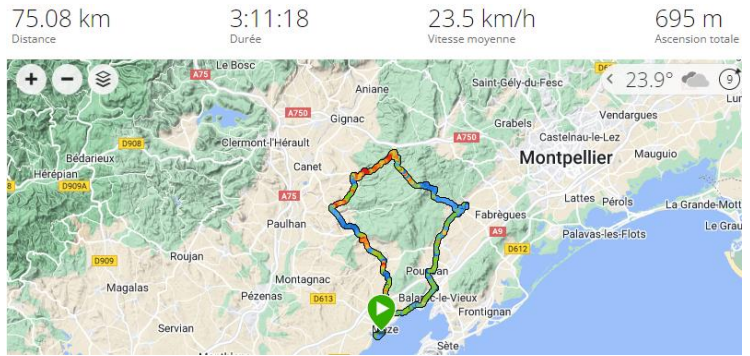 75.08 km 3:11:18 23.5 km/h 695 m
Distance Durée Vitesse moyenne Ascension totale
Le Bosc
A75
Aniane
Saint-Gély-du-Fesc
23.9° 9
Gignac
Vendargues
A750
Grabels
D908
Clermont-l'Hérault
A750
Castelnau-le-Lez
Bédarieux
Canet
Montpellier
Mauguio
Hérépian
D909A
A75
Lattes Pérols
La Grande-Mott
Paulhan
Fabrègues
Le Grau
A9
Palavas-les-Flots
D612
D909
Roujan
Montagnac
Magalas
Pézenas
D613
Frontignan
Servian
Sète